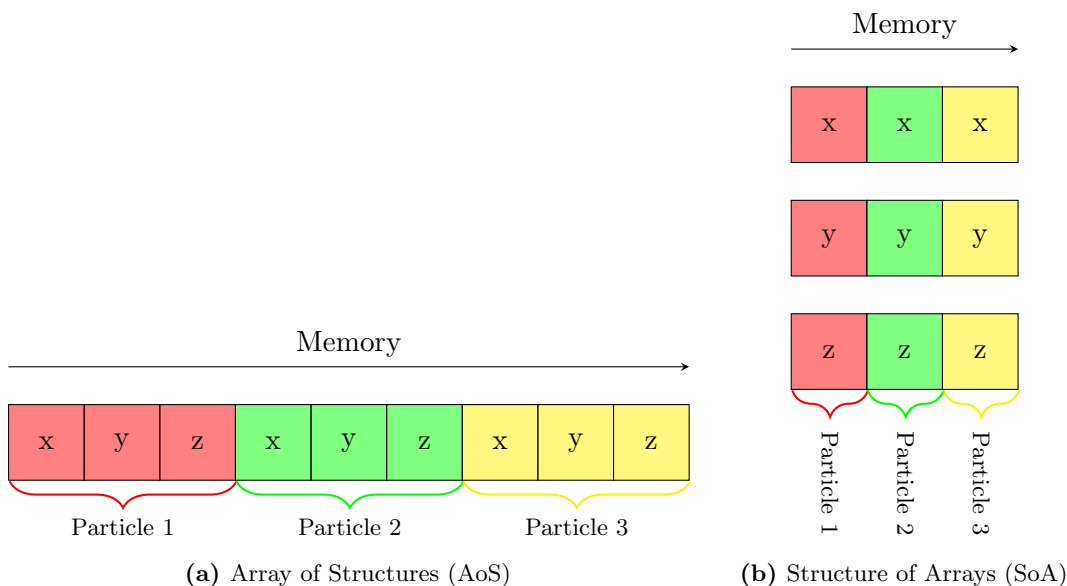 Memory
x y z x y z x y z
Particle 1 Particle 2 Particle 3
(a) Array of Structures (AoS)
Memory
x x x
y y y
z z z
Particle 1
Particle 2
Particle 3
(b) Structure of Arrays (SoA)